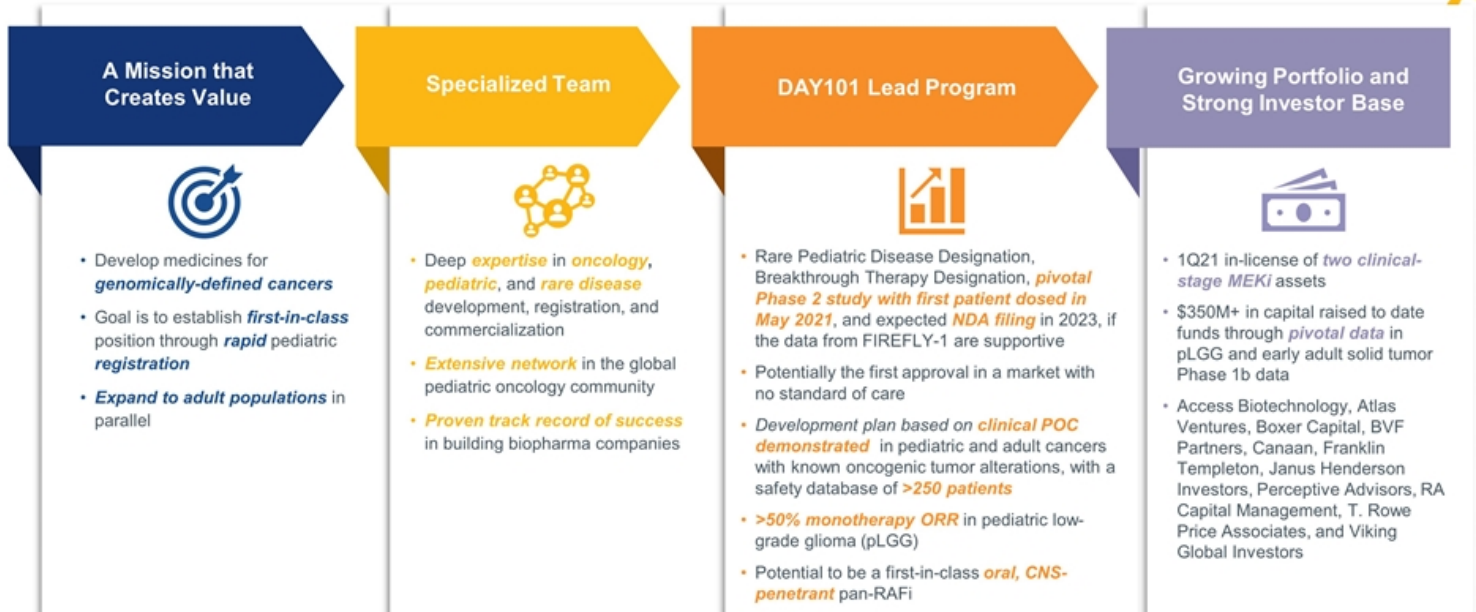 A Mission that
Creates Value
• Develop medicines for
genomically-defined cancers
• Goal is to establish first-in-class
position through rapid pediatric
registration
• Expand to adult populations in
parallel
Specialized Team
• Deep expertise in oncology,
pediatric, and rare disease
development, registration, and
commercialization
• Extensive network in the global
pediatric oncology community
• Proven track record of success
in building biopharma companies
DAY101 Lead Program
• Rare Pediatric Disease Designation,
Breakthrough Therapy Designation, pivotal
Phase 2 study with first patient dosed in
May 2021, and expected NDA filing in 2023, if
the data from FIREFLY-1 are supportive
• Potentially the first approval in a market with
no standard of care
• Development plan based on clinical POC
demonstrated in pediatric and adult cancers
with known oncogenic tumor alterations, with a
safety database of >250 patients
• >50% monotherapy ORR in pediatric low-
grade glioma (pLGG)
• Potential to be a first-in-class oral, CNS-
penetrant pan-RAFi
Growing Portfolio and
Strong Investor Base
• 1Q21 in-license of two clinical-
stage MEKi assets
• $350M+ in capital raised to date
funds through pivotal data in
pLGG and early adult solid tumor
Phase 1b data
• Access Biotechnology, Atlas
Ventures, Boxer Capital, BVF
Partners, Canaan, Franklin
Templeton, Janus Henderson
Investors, Perceptive Advisors, RA
Capital Management, T. Rowe
Price Associates, and Viking
Global Investors